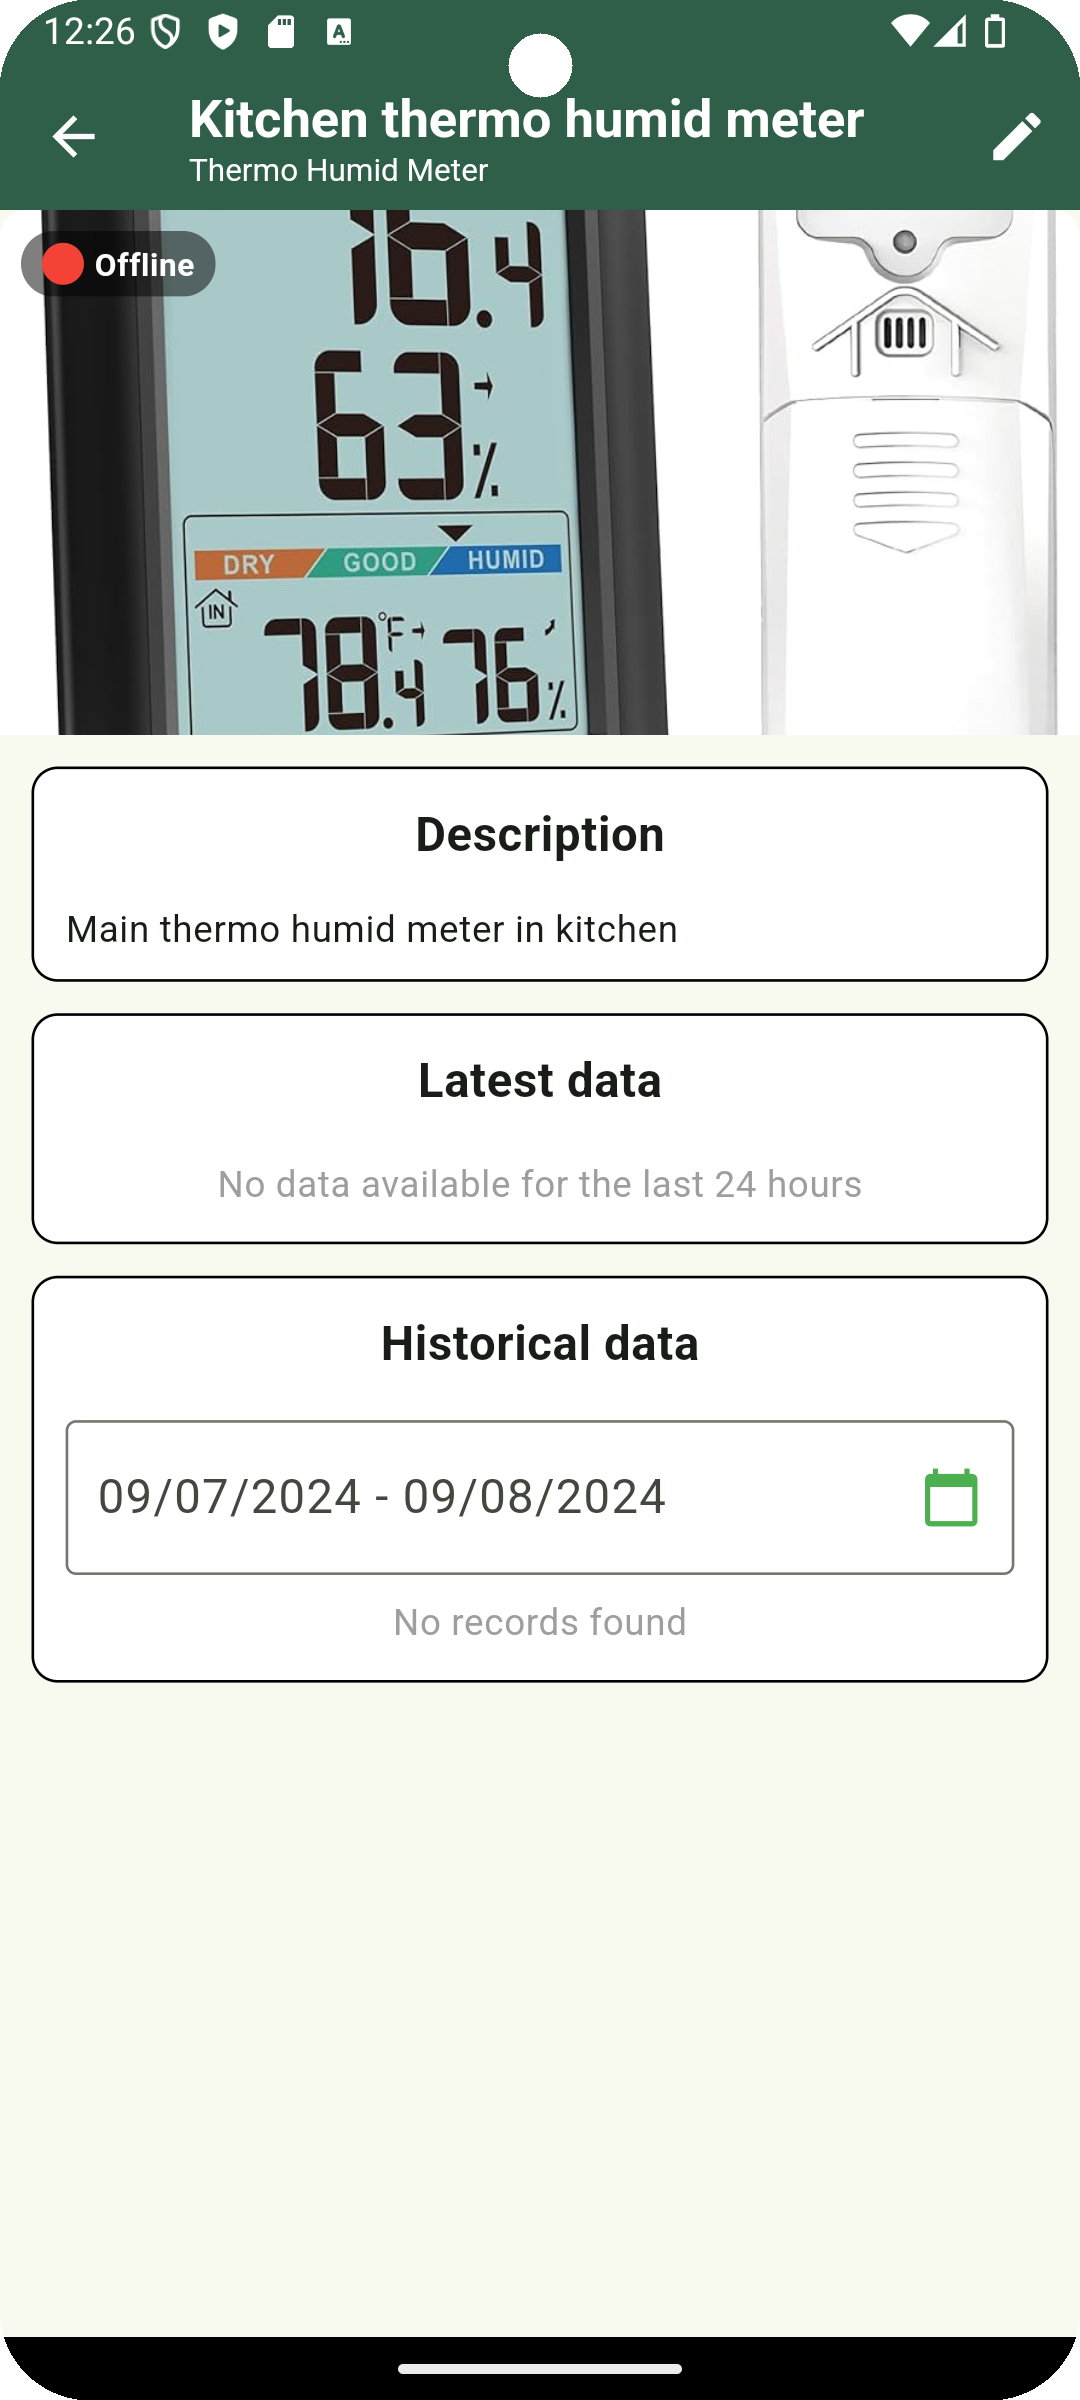 12:26
Kitchen thermo humid meter
Thermo Humid Meter
Offline
76.4
63%
DRY GOOD HUMID
IN 78.4 °F 76%
Description
Main thermo humid meter in kitchen
Latest data
No data available for the last 24 hours
Historical data
09/07/2024 - 09/08/2024
No records found